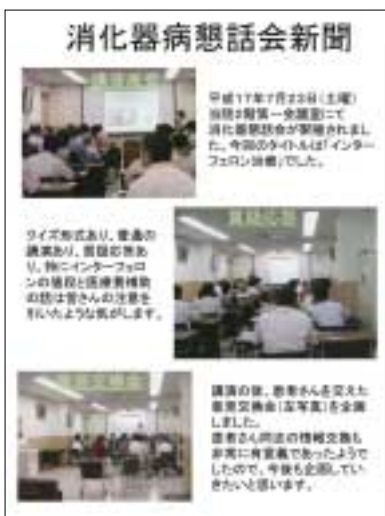 消化器病懇話会新聞
平成17年7月23日(土曜)
当院2階第一会議室にて
消化器懇話会が開催されまし
た。今回のタイトルは「インター
フェロン治療」でした。
クイズ形式あり、普通の
講演あり、質疑応答あ
り。特にインターフェロ
ンの値段と医療費補助
の話は皆さんの注意を
引いたような気がします。
講演の後、患者さんを交えた
意見交換会(左写真)を企画
しました。
患者さん同志の情報交換も
非常に有意義であったようで
したので、今後も企画してい
きたいと思います。